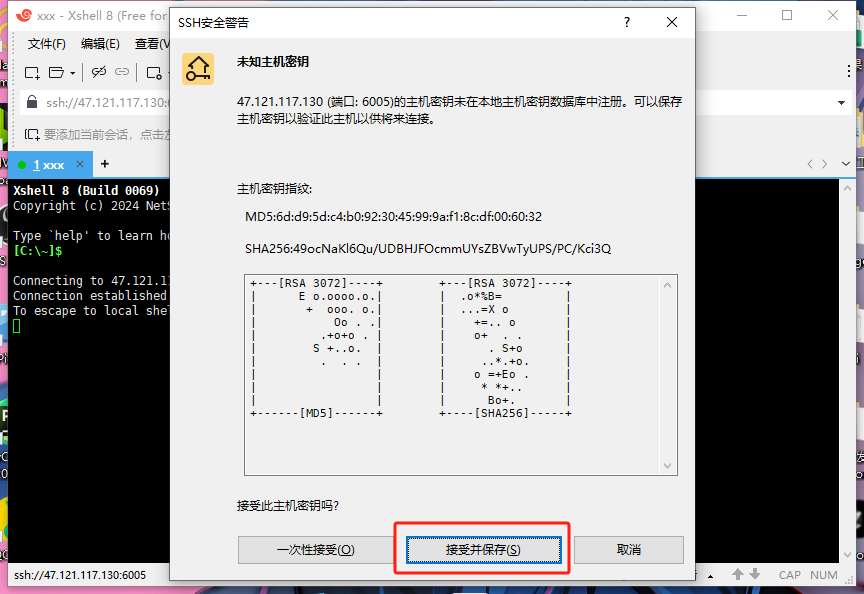 xxx - Xshell 8 (Free for
SSH安全警告
?
文件(F) 编辑(E) 查看(V
ssh://47.121.117.130:
要添加当前会话，点击左
1 xxx
+
Xshell 8 (Build 0069)
Copyright (c) 2024 NetS
Type `help' to learn ho
[C:\~]$
Connecting to 47.121.11
Connection established
To escape to local shel
未知主机密钥
47.121.117.130 (端口: 6005)的主机密钥未在本地主机密钥数据库中注册。可以保存
主机密钥以验证此主机以供将来连接。
主机密钥指纹:
MD5:6d:d9:5d:c4:b0:92:30:45:99:9a:f1:8c:df:00:60:32
SHA256:49ocNaKl6Qu/UDBHJFOcmmUYsZBVwTyUPS/PC/Kci3Q
+---[RSA 3072]----+ +---[RSA 3072]----+
| E o.oooo.o.| | .o*%B= |
| + ooo. o.| | ...=X o |
| Oo . .| | +=.. o |
| .+o+o . | | o+ . . |
| S +..o. | | . S+o |
| . . . | | ..*.+o. |
| | | o =+Eo . |
| | | * *+.. |
| | | Bo+. |
+------[MD5]------+ +----[SHA256]-----+
接受此主机密钥吗?
一次性接受(O) 接受并保存(S) 取消
ssh://47.121.117.130:6005
CAP NUM